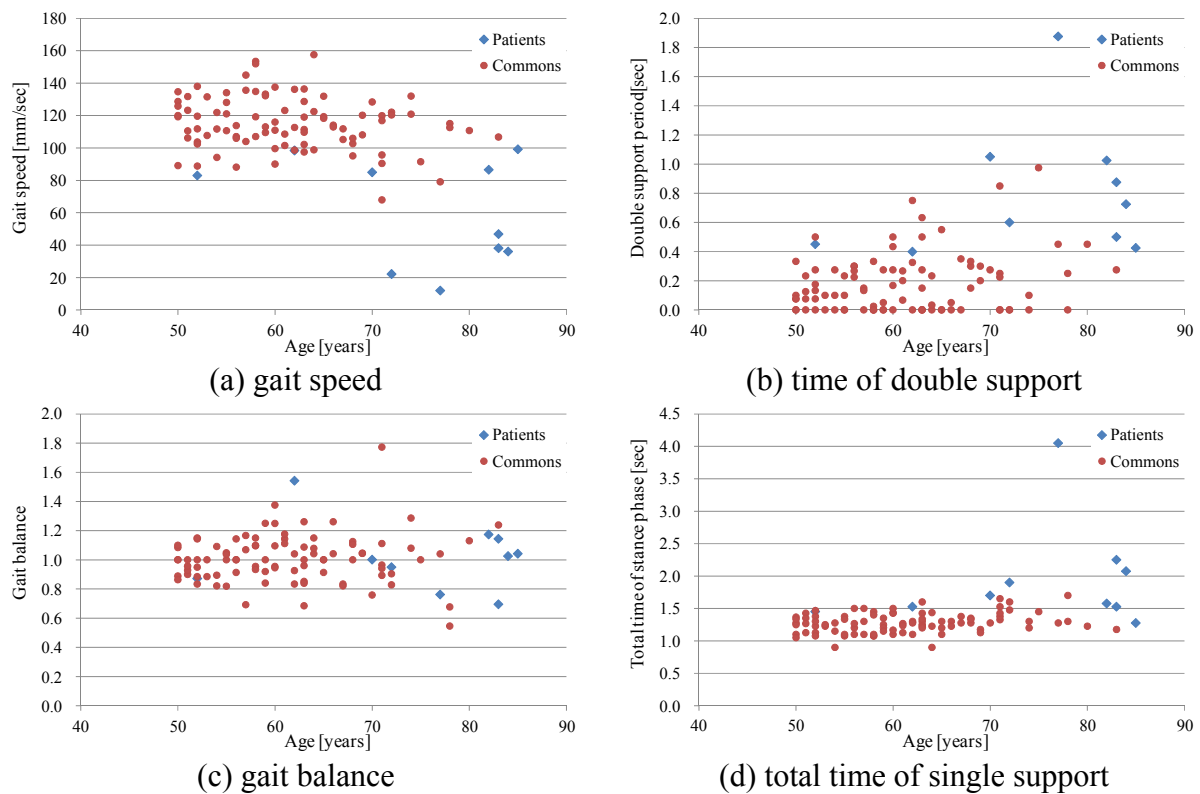 180
160
140
120
100
80
60
40
20
0
Gait speed [mm/sec]
Patients
Commons
40 50 60 70 80 90
Age [years]
(a) gait speed
2.0
1.8
1.6
1.4
1.2
1.0
0.8
0.6
0.4
0.2
0.0
Double support period[sec]
Patients
Commons
40 50 60 70 80 90
Age [years]
(b) time of double support
2.0
1.8
1.6
1.4
1.2
1.0
0.8
0.6
0.4
0.2
0.0
Gait balance
Patients
Commons
40 50 60 70 80 90
Age [years]
(c) gait balance
4.5
4.0
3.5
3.0
2.5
2.0
1.5
1.0
0.5
0.0
Total time of stance phase [sec]
Patients
Commons
40 50 60 70 80 90
Age [years]
(d) total time of single support